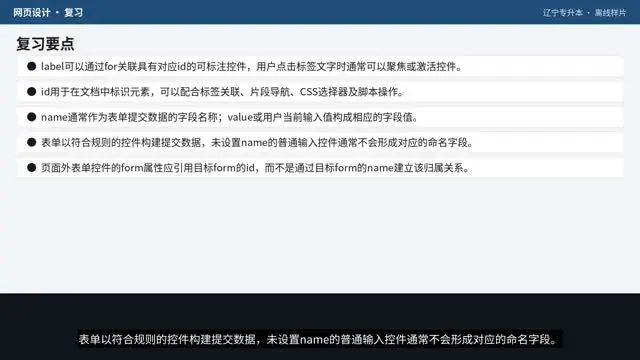 网页设计 • 复习
辽宁专升本 • 离线样片
复习要点
● label可以通过for关联具有对应id的可标注控件，用户点击标签文字时通常可以聚焦或激活控件。
● id用于在文档中标识元素，可以配合标签关联、片段导航、CSS选择器及脚本操作。
● name通常作为表单提交数据的字段名称；value或用户当前输入值构成相应的字段值。
● 表单以符合规则的控件构建提交数据，未设置name的普通输入控件通常不会形成对应的命名字段。
● 页面外表单控件的form属性应引用目标form的id，而不是通过目标form的name建立该归属关系。
表单以符合规则的控件构建提交数据，未设置name的普通输入控件通常不会形成对应的命名字段。